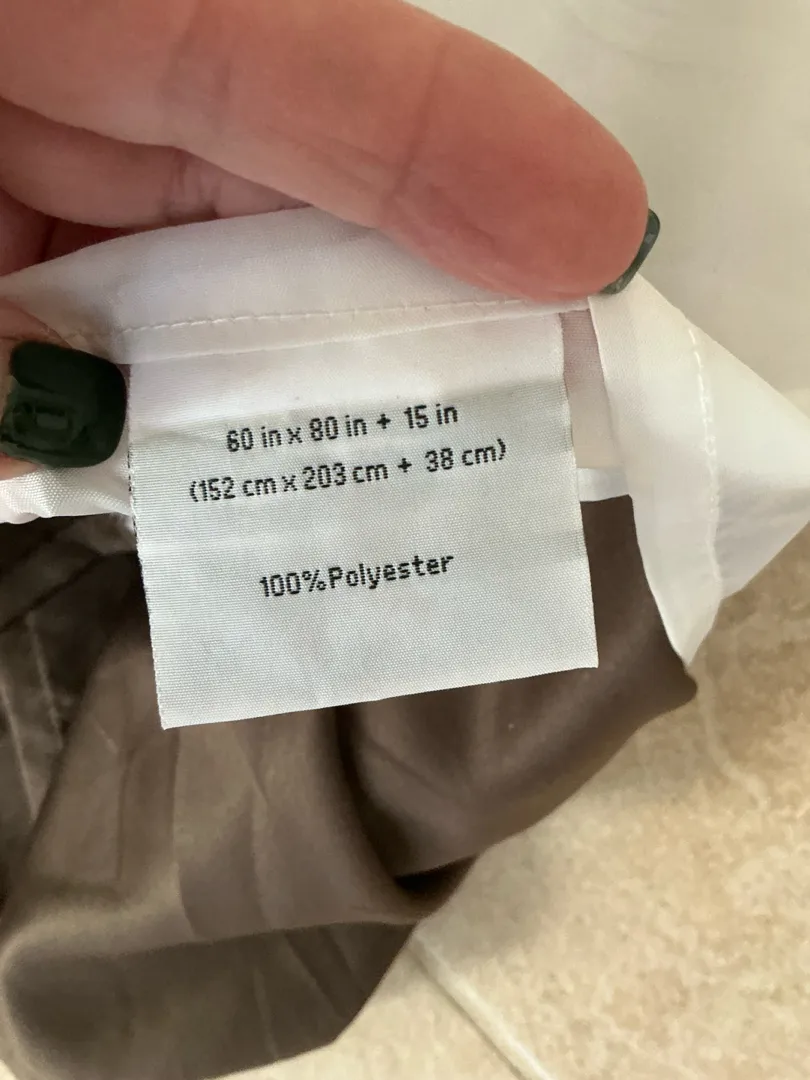 60 in x 80 in + 15 in
(152 cm x 203 cm + 38 cm)
100%Polyester